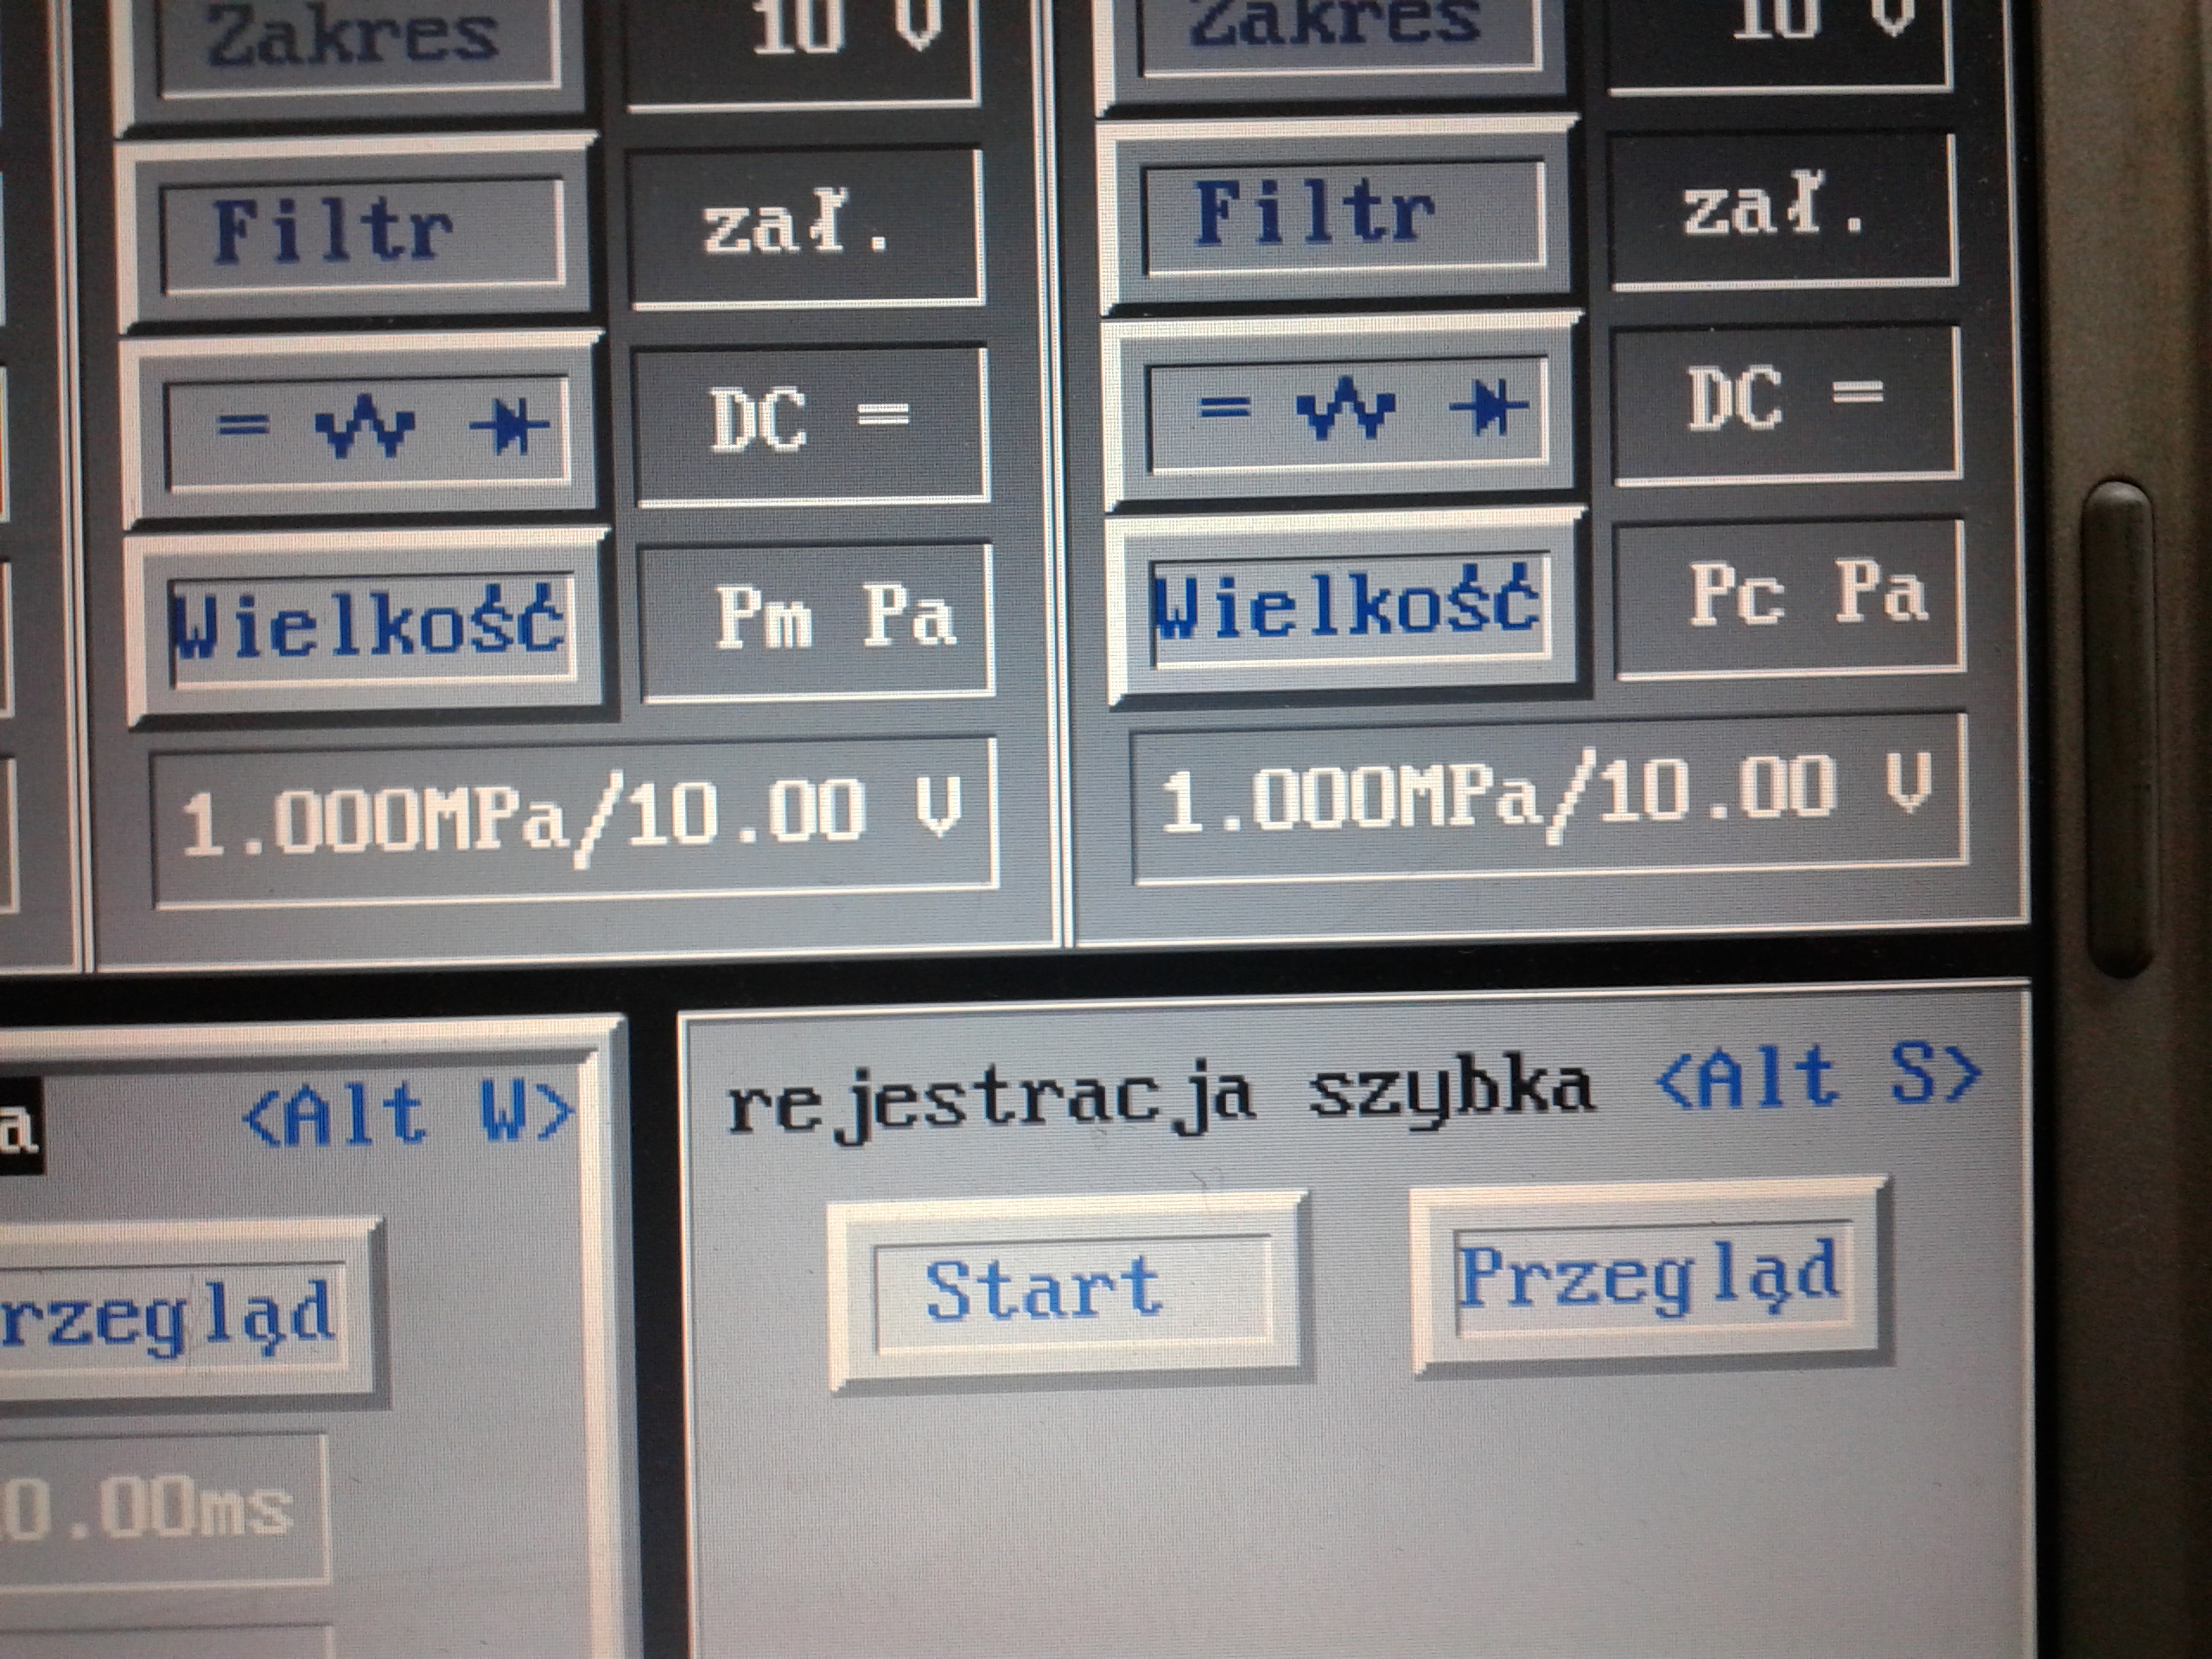 Zakres 10 V Zakres 10 V
Filtr zał. Filtr zał.
= DC = = DC =
Wielkość Pm Pa Wielkość Pc Pa
1.000MPa/10.00 V 1.000MPa/10.00 V
a <Alt W> rejestracja szybka <Alt S>
rzegląd Start Przegląd
0.00ms